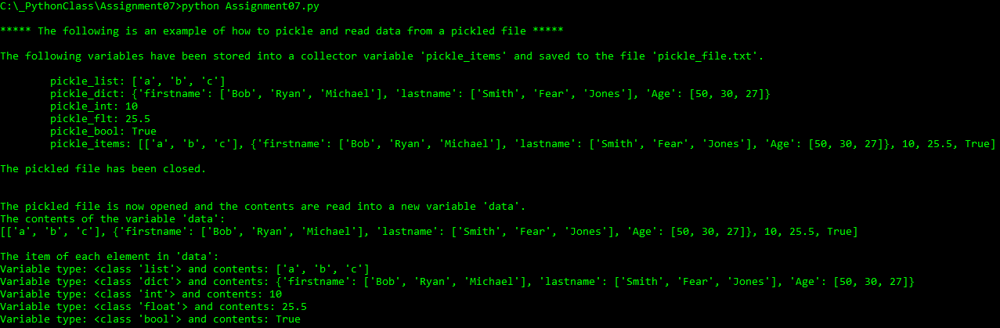 C:\_PythonClass\Assignment07>python Assignment07.py
***** The following is an example of how to pickle and read data from a pickled file *****
The following variables have been stored into a collector variable 'pickle_items' and saved to the file 'pickle_file.txt'.
pickle_list: ['a', 'b', 'c']
pickle_dict: {'firstname': ['Bob', 'Ryan', 'Michael'], 'lastname': ['Smith', 'Fear', 'Jones'], 'Age': [50, 30, 27]}
pickle_int: 10
pickle_flt: 25.5
pickle_bool: True
pickle_items: [['a', 'b', 'c'], {'firstname': ['Bob', 'Ryan', 'Michael'], 'lastname': ['Smith', 'Fear', 'Jones'], 'Age': [50, 30, 27]}, 10, 25.5, True]
The pickled file has been closed.
The pickled file is now opened and the contents are read into a new variable 'data'.
The contents of the variable 'data':
[['a', 'b', 'c'], {'firstname': ['Bob', 'Ryan', 'Michael'], 'lastname': ['Smith', 'Fear', 'Jones'], 'Age': [50, 30, 27]}, 10, 25.5, True]
The item of each element in 'data':
Variable type: <class 'list'> and contents: ['a', 'b', 'c']
Variable type: <class 'dict'> and contents: {'firstname': ['Bob', 'Ryan', 'Michael'], 'lastname': ['Smith', 'Fear', 'Jones'], 'Age': [50, 30, 27]}
Variable type: <class 'int'> and contents: 10
Variable type: <class 'float'> and contents: 25.5
Variable type: <class 'bool'> and contents: True